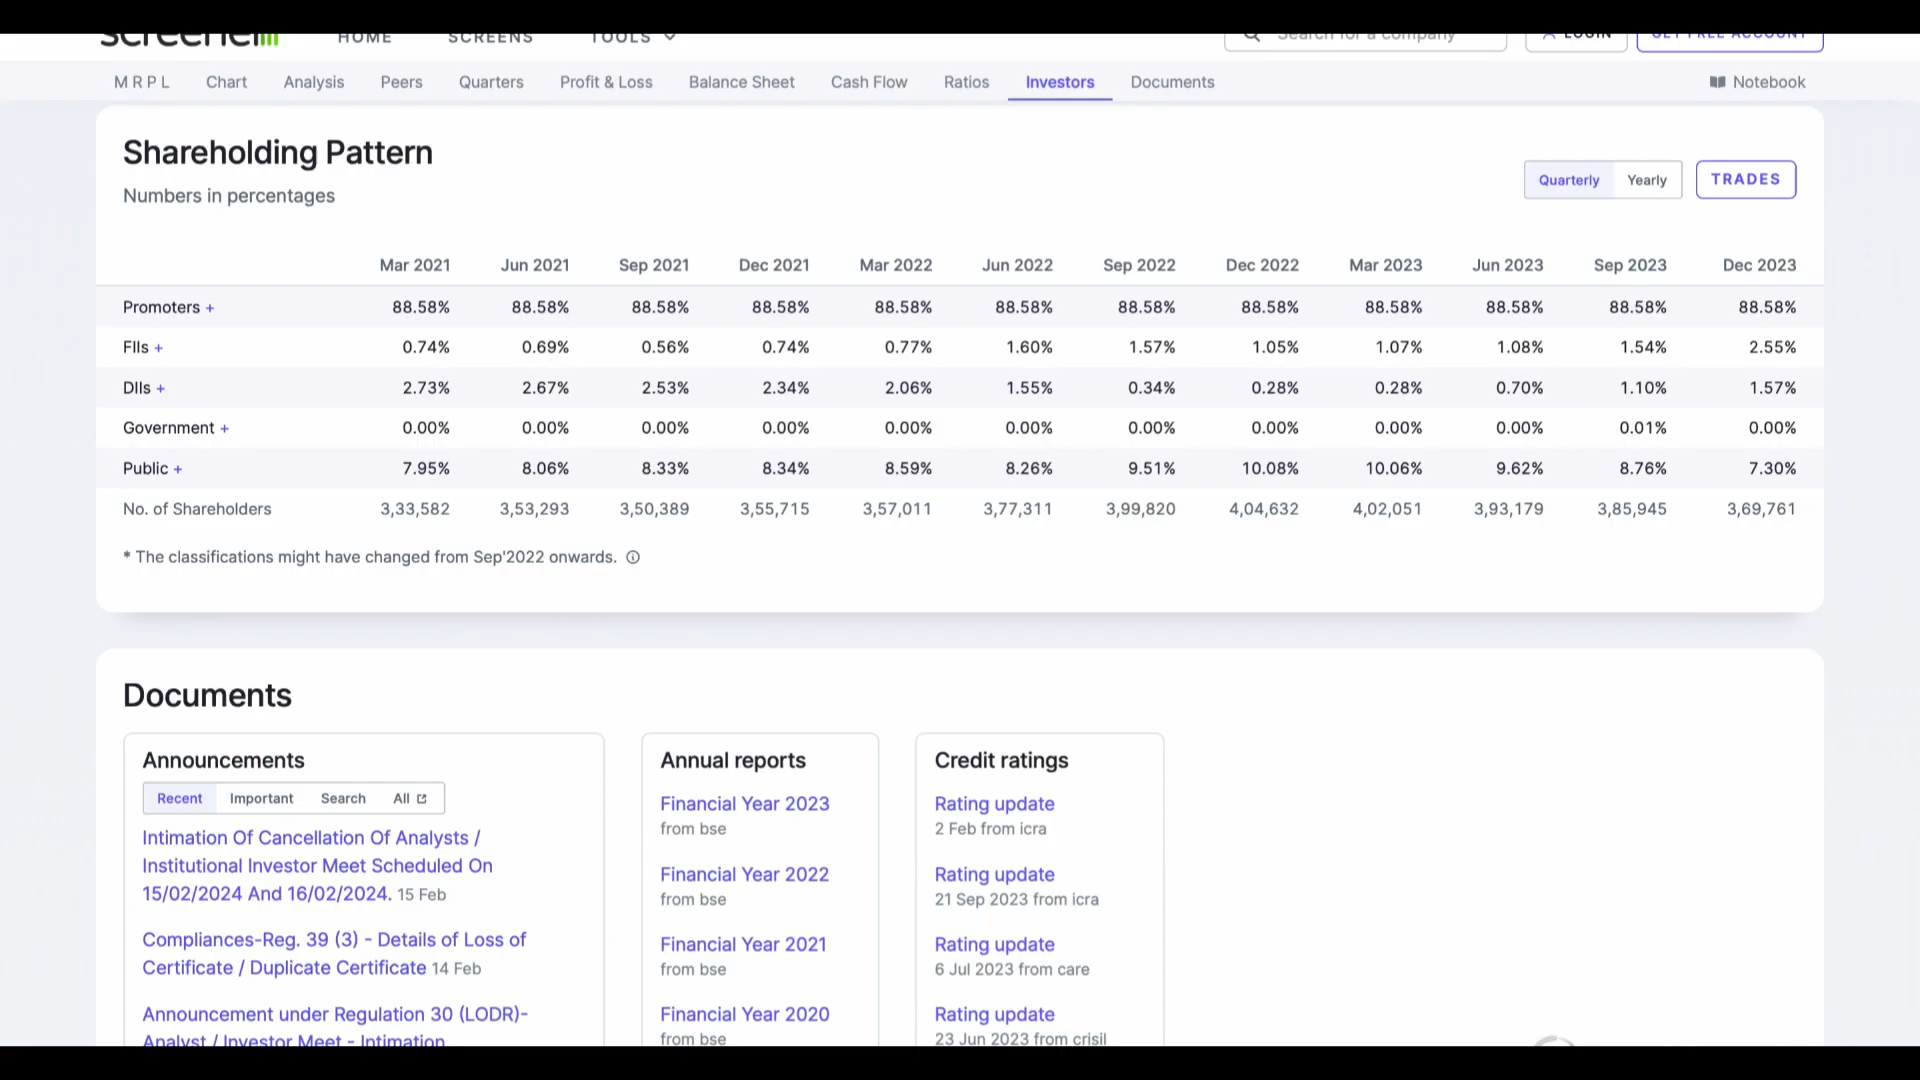 screener
HOME SCREENS TOOLS Search for a company LOGIN GET FREE ACCOUNT
M R P L Chart Analysis Peers Quarters Profit & Loss Balance Sheet Cash Flow Ratios Investors Documents Notebook
Shareholding Pattern
Numbers in percentages
Quarterly Yearly TRADES
Mar 2021 Jun 2021 Sep 2021 Dec 2021 Mar 2022 Jun 2022 Sep 2022 Dec 2022 Mar 2023 Jun 2023 Sep 2023 Dec 2023
Promoters + 88.58% 88.58% 88.58% 88.58% 88.58% 88.58% 88.58% 88.58% 88.58% 88.58% 88.58% 88.58%
FIIs + 0.74% 0.69% 0.56% 0.74% 0.77% 1.60% 1.57% 1.05% 1.07% 1.08% 1.54% 2.55%
DIIs + 2.73% 2.67% 2.53% 2.34% 2.06% 1.55% 0.34% 0.28% 0.28% 0.70% 1.10% 1.57%
Government + 0.00% 0.00% 0.00% 0.00% 0.00% 0.00% 0.00% 0.00% 0.00% 0.00% 0.01% 0.00%
Public + 7.95% 8.06% 8.33% 8.34% 8.59% 8.26% 9.51% 10.08% 10.06% 9.62% 8.76% 7.30%
No. of Shareholders 3,33,582 3,53,293 3,50,389 3,55,715 3,57,011 3,77,311 3,99,820 4,04,632 4,02,051 3,93,179 3,85,945 3,69,761
* The classifications might have changed from Sep'2022 onwards.
Documents
Announcements
Recent Important Search All
Intimation Of Cancellation Of Analysts /
Institutional Investor Meet Scheduled On
15/02/2024 And 16/02/2024. 15 Feb
Compliances-Reg. 39 (3) - Details of Loss of
Certificate / Duplicate Certificate 14 Feb
Announcement under Regulation 30 (LODR)-
Analyst / Investor Meet - Intimation
Annual reports
Financial Year 2023
from bse
Financial Year 2022
from bse
Financial Year 2021
from bse
Financial Year 2020
from bse
Credit ratings
Rating update
2 Feb from icra
Rating update
21 Sep 2023 from icra
Rating update
6 Jul 2023 from care
Rating update
23 Jun 2023 from crisil